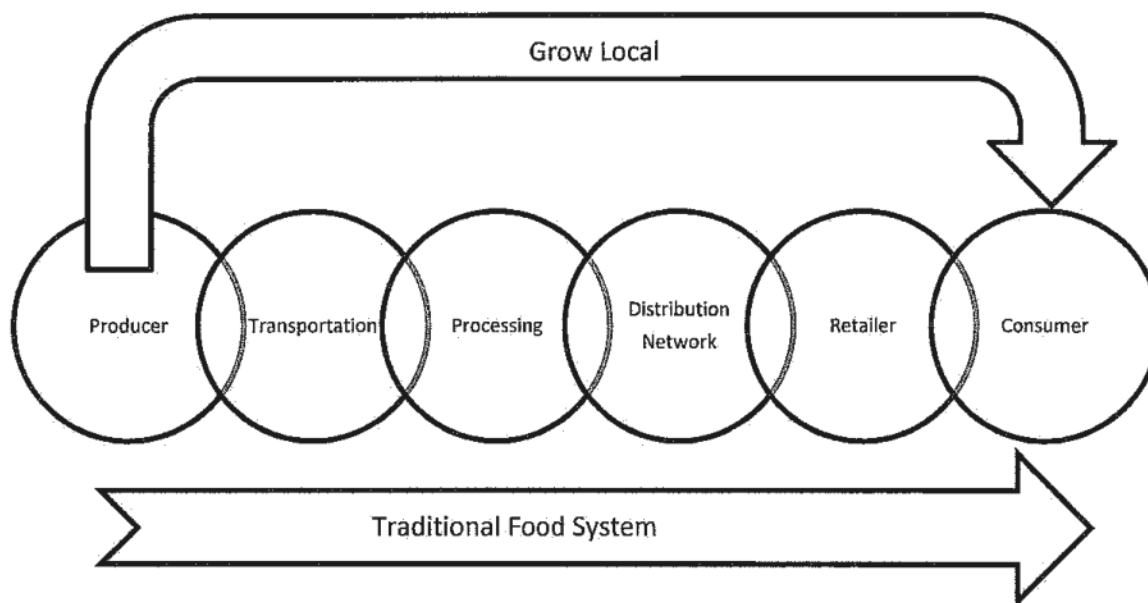 Grow Local
Producer
Transportation
Processing
Distribution
Network
Retailer
Consumer
Traditional Food System